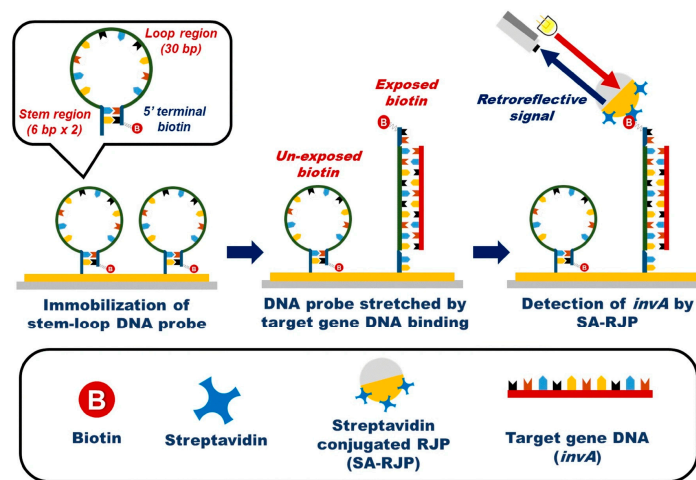 Loop region
(30 bp)
Stem region
(6 bp x 2)
5' terminal
biotin
B
Exposed
biotin
B
Un-exposed
biotin
Retroreflective
signal
B
B
B
B
B
Immobilization of
stem-loop DNA probe
DNA probe stretched by
target gene DNA binding
Detection of invA by
SA-RJP
B
Biotin
Streptavidin
Streptavidin
conjugated RJP
(SA-RJP)
Target gene DNA
(invA)